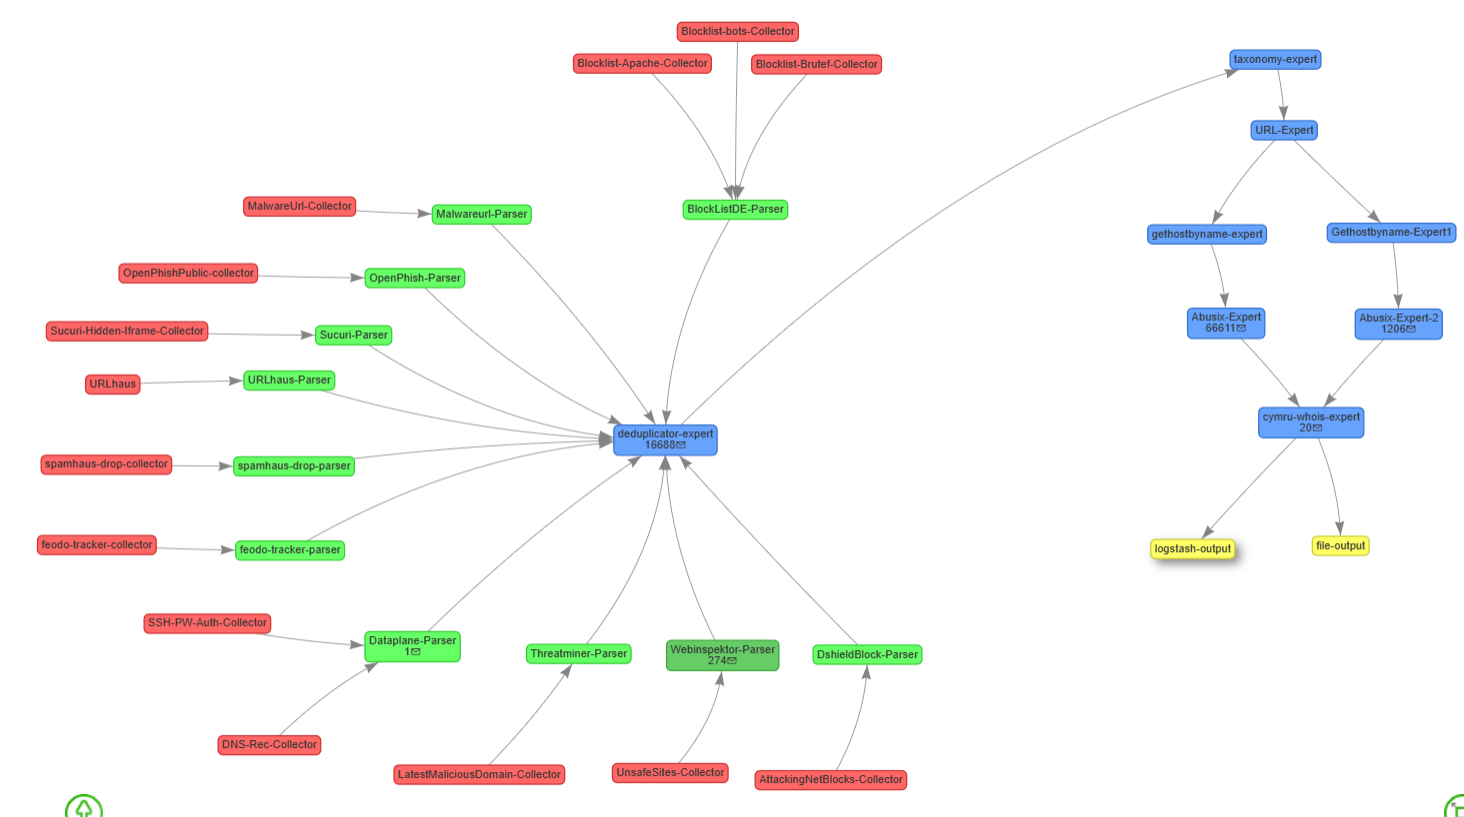 Blocklist-bots-Collector
Blocklist-Apache-Collector
Blocklist-Brutef-Collector
taxonomy-expert
URL-Expert
MalwareUrl-Collector
Malwareurl-Parser
BlockListDE-Parser
gethostbyname-expert
Gethostbyname-Expert1
OpenPhishPublic-collector
OpenPhish-Parser
Sucuri-Hidden-Iframe-Collector
Sucuri-Parser
Abusix-Expert
66611✉
Abusix-Expert-2
1206✉
URLhaus
URLhaus-Parser
deduplicator-expert
16688✉
cymru-whois-expert
20✉
spamhaus-drop-collector
spamhaus-drop-parser
feodo-tracker-collector
feodo-tracker-parser
logstash-output
file-output
SSH-PW-Auth-Collector
Dataplane-Parser
1✉
Threatminer-Parser
Webinspektor-Parser
274✉
DshieldBlock-Parser
DNS-Rec-Collector
LatestMaliciousDomain-Collector
UnsafeSites-Collector
AttackingNetBlocks-Collector